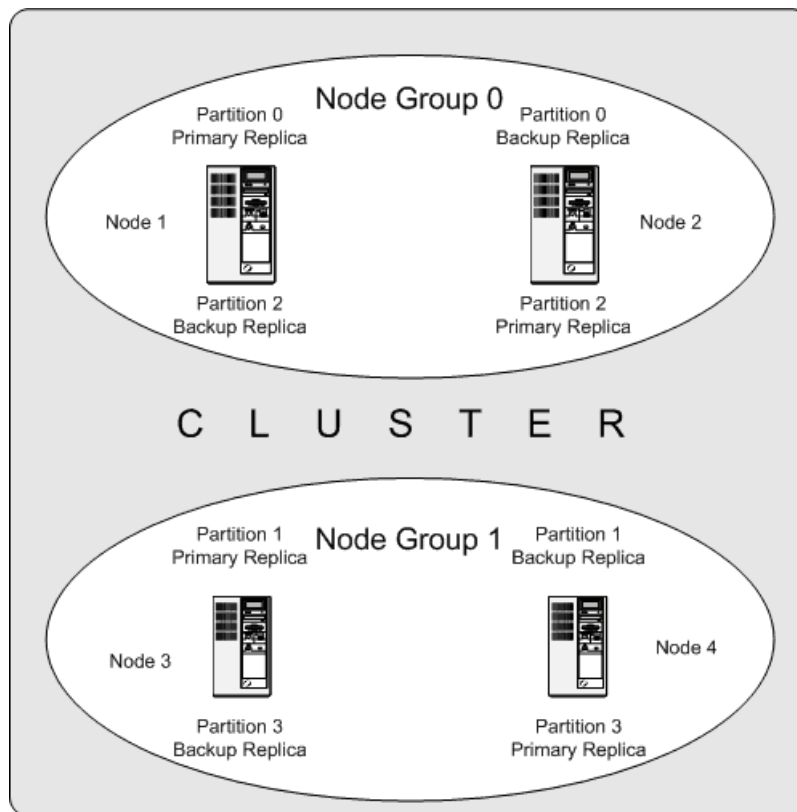 Node Group 0
Partition 0
Primary Replica
Partition 0
Backup Replica
Node 1
Node 2
Partition 2
Backup Replica
Partition 2
Primary Replica
C L U S T E R
Node Group 1
Partition 1
Primary Replica
Partition 1
Backup Replica
Node 3
Node 4
Partition 3
Backup Replica
Partition 3
Primary Replica